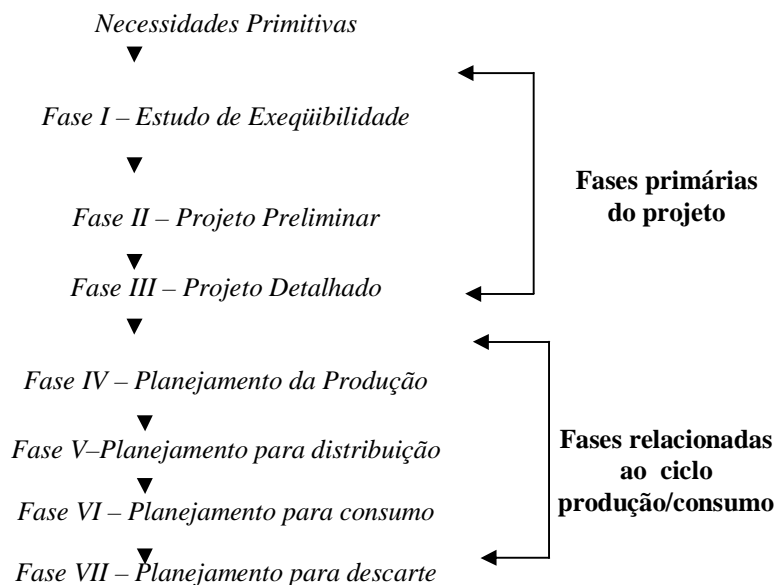 Necessidades Primitivas
Fase I – Estudo de Exeqüibilidade
Fases primárias
do projeto
Fase II – Projeto Preliminar
Fase III – Projeto Detalhado
Fase IV – Planejamento da Produção
Fase V–Planejamento para distribuição
Fases relacionadas
ao ciclo
produção/consumo
Fase VI – Planejamento para consumo
Fase VII – Planejamento para descarte